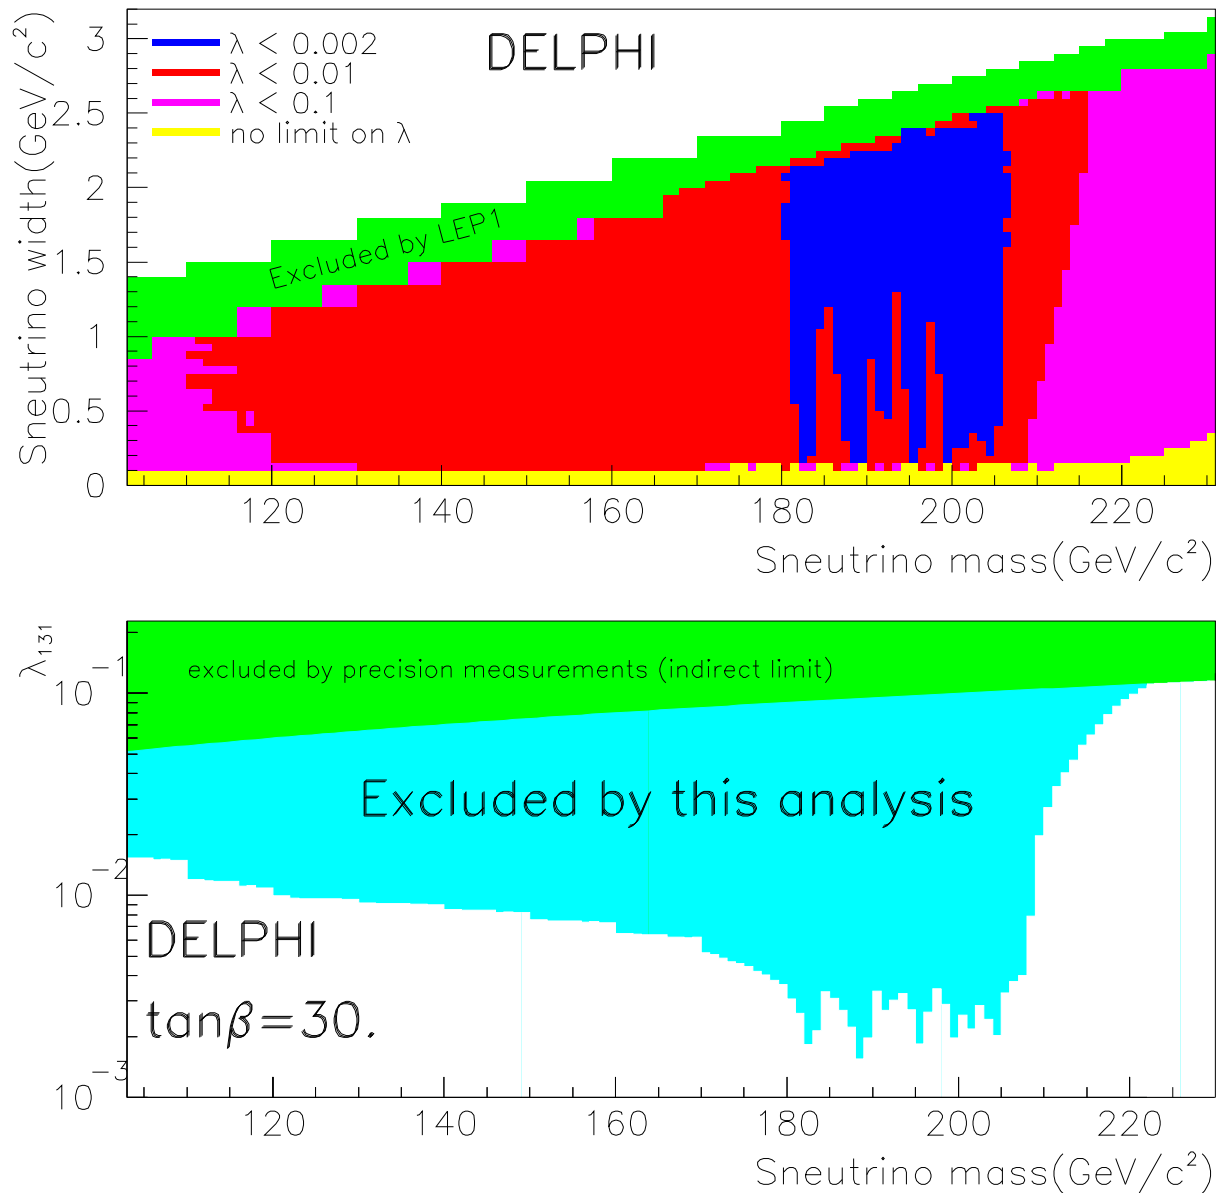 DELPHI
λ < 0.002
λ < 0.01
λ < 0.1
no limit on λ
Excluded by LEP1
Sneutrino width(GeV/c²)
3
2.5
2
1.5
1
0.5
0
120 140 160 180 200 220
Sneutrino mass(GeV/c²)
λ₁₃₁
excluded by precision measurements (indirect limit)
Excluded by this analysis
DELPHI
tanβ=30.
10⁻¹
10⁻²
10⁻³
120 140 160 180 200 220
Sneutrino mass(GeV/c²)